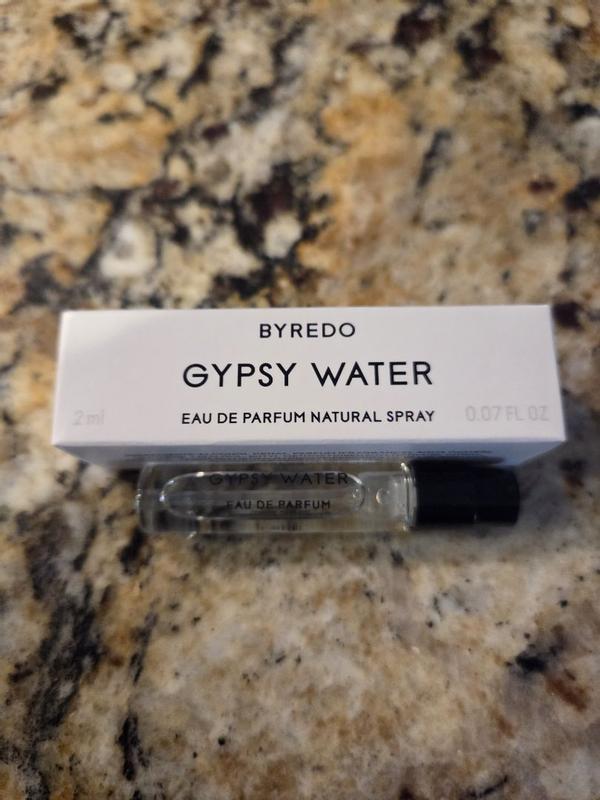 BYREDO
GYPSY WATER
2 ml
EAU DE PARFUM NATURAL SPRAY
0.07 FL OZ
GYPSY WATER
EAU DE PARFUM